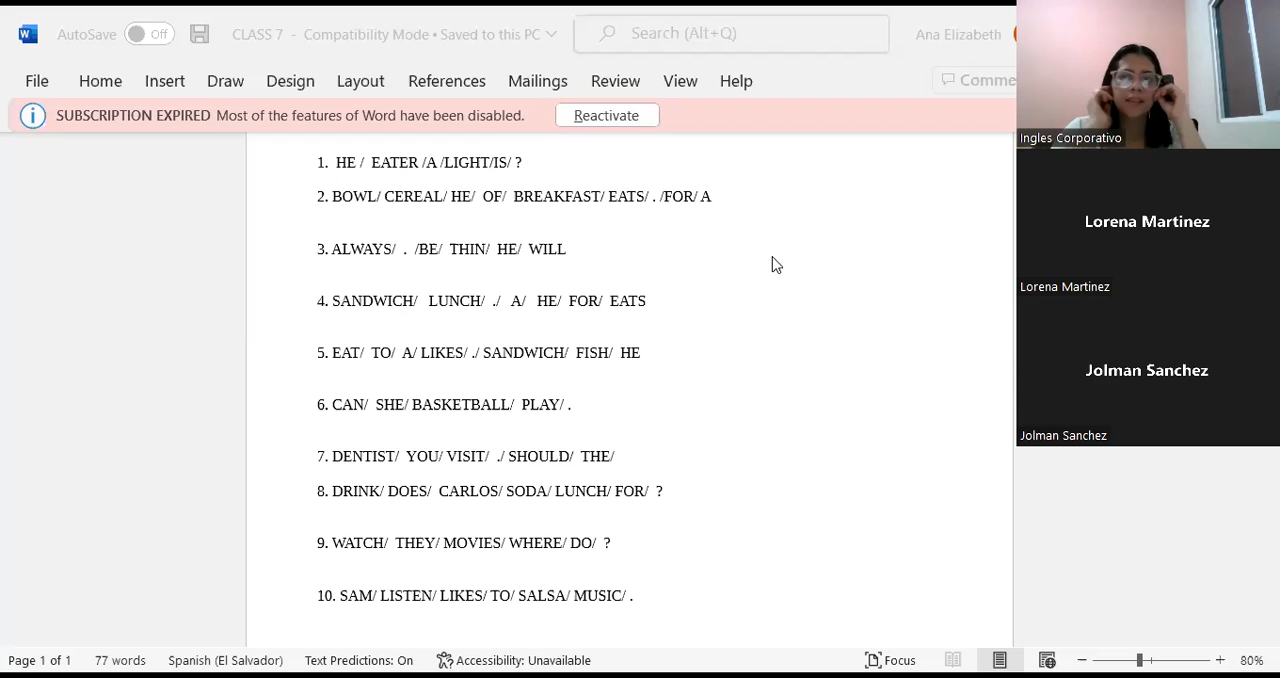 AutoSave Off CLASS 7 - Compatibility Mode • Saved to this PC Search (Alt+Q) Ana Elizabeth
File Home Insert Draw Design Layout References Mailings Review View Help Comme
SUBSCRIPTION EXPIRED Most of the features of Word have been disabled. Reactivate
Ingles Corporativo
1. HE / EATER /A /LIGHT/IS/ ?
2. BOWL/ CEREAL/ HE/ OF/ BREAKFAST/ EATS/ . /FOR/ A
3. ALWAYS/ . /BE/ THIN/ HE/ WILL
4. SANDWICH/ LUNCH/ ./ A/ HE/ FOR/ EATS
5. EAT/ TO/ A/ LIKES/ ./ SANDWICH/ FISH/ HE
6. CAN/ SHE/ BASKETBALL/ PLAY/ .
7. DENTIST/ YOU/ VISIT/ ./ SHOULD/ THE/
8. DRINK/ DOES/ CARLOS/ SODA/ LUNCH/ FOR/ ?
9. WATCH/ THEY/ MOVIES/ WHERE/ DO/ ?
10. SAM/ LISTEN/ LIKES/ TO/ SALSA/ MUSIC/ .
Lorena Martinez
Lorena Martinez
Jolman Sanchez
Jolman Sanchez
Page 1 of 1 77 words Spanish (El Salvador) Text Predictions: On Accessibility: Unavailable Focus 80%